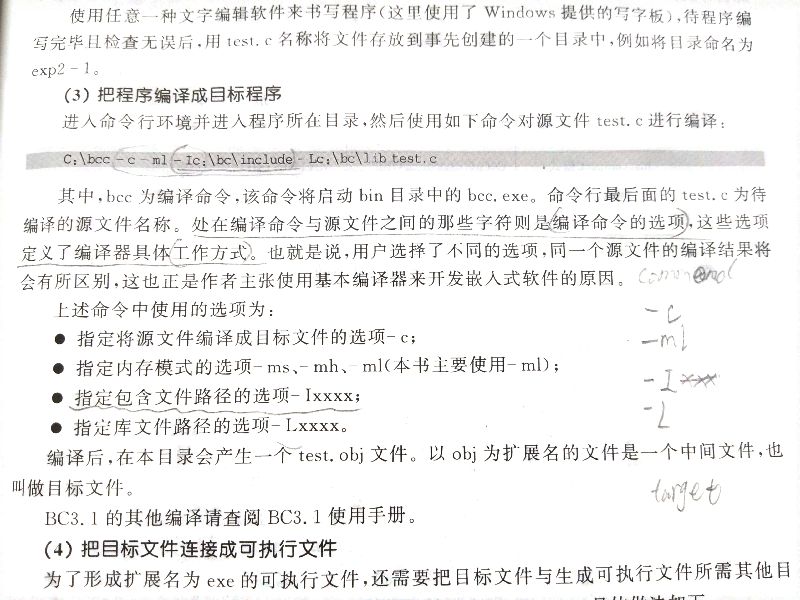 使用任意一种文字编辑软件来书写程序(这里使用了 Windows 提供的写字板),待程序编
写完毕且检查无误后,用 test. c 名称将文件存放到事先创建的一个目录中,例如将目录命名为
exp2-1。
(3) 把程序编译成目标程序
进入命令行环境并进入程序所在目录,然后使用如下命令对源文件 test. c 进行编译:
C:\bcc -c -ml -Ic:\bc\include -Lc:\bc\lib test.c
其中,bcc 为编译命令,该命令将启动 bin 目录中的 bcc. exe。命令行最后面的 test. c 为待
编译的源文件名称。处在编译命令与源文件之间的那些字符则是编译命令的选项,这些选项
定义了编译器具体工作方式。也就是说,用户选择了不同的选项,同一个源文件的编译结果将
会有所区别,这也正是作者主张使用基本编译器来开发嵌入式软件的原因。
command
上述命令中使用的选项为:
-c
● 指定将源文件编译成目标文件的选项-c;
-ml
● 指定内存模式的选项-ms、-mh、-ml(本书主要使用-ml);
-I xxx
● 指定包含文件路径的选项-Ixxxx;
-L
● 指定库文件路径的选项-Lxxxx。
编译后,在本目录会产生一个 test. obj 文件。以 obj 为扩展名的文件是一个中间文件,也
叫做目标文件。
target
BC3. 1 的其他编译请查阅 BC3. 1 使用手册。
(4) 把目标文件连接成可执行文件
为了形成扩展名为 exe 的可执行文件,还需要把目标文件与生成可执行文件所需其他目